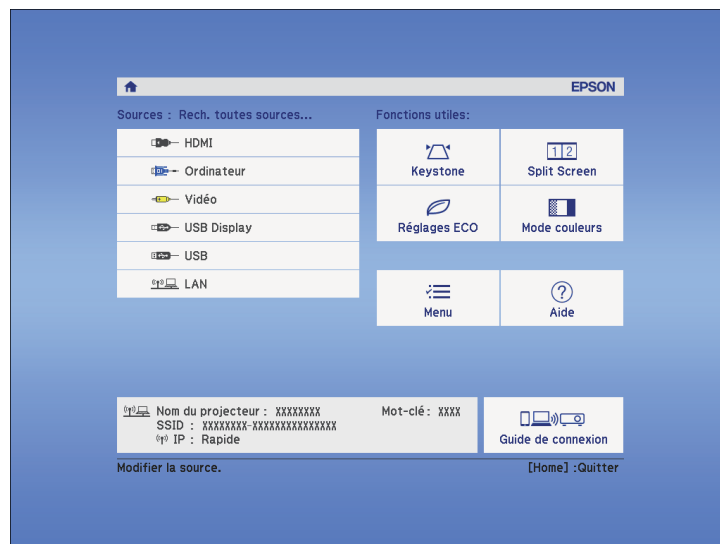 EPSON
Sources : Rech. toutes sources...
HDMI
Ordinateur
Vidéo
USB Display
USB
LAN
Fonctions utiles:
Keystone
1 2
Split Screen
Réglages ECO
Mode couleurs
Menu
?
Aide
Nom du projecteur : XXXXXXXX
Mot-clé : XXXX
SSID : XXXXXXXX-XXXXXXXXXXXXXXX
IP : Rapide
Guide de connexion
Modifier la source.
[Home] :Quitter